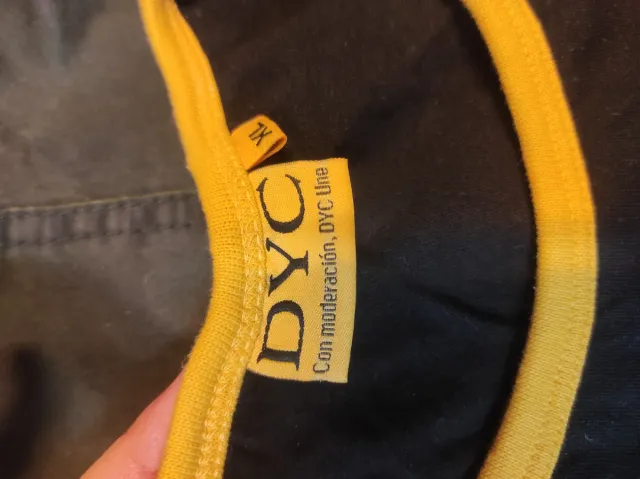 XL
DYC
Con moderación, DYC Une